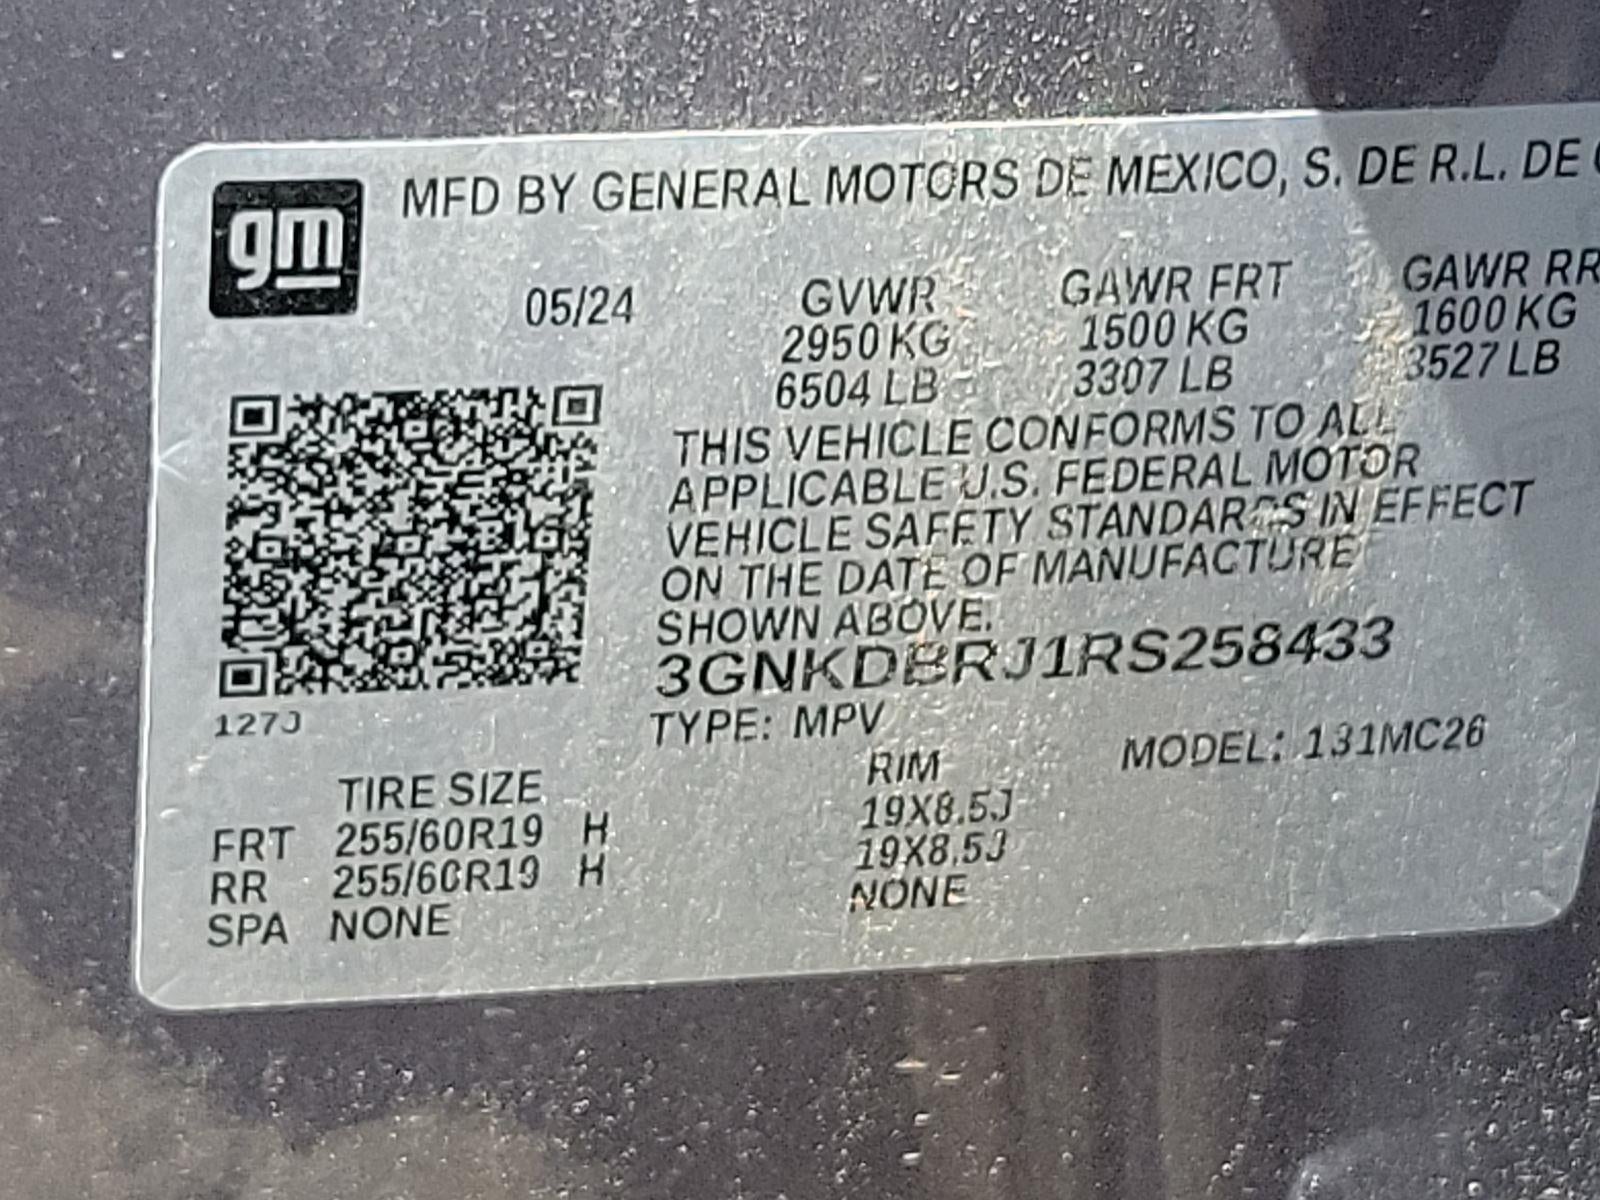 gm
MFD BY GENERAL MOTORS DE MEXICO, S. DE R.L. DE
05/24
GVWR GAWR FRT GAWR RR
2950 KG 1500 KG 1600 KG
6504 LB 3307 LB 3527 LB
THIS VEHICLE CONFORMS TO ALL
APPLICABLE U.S. FEDERAL MOTOR
VEHICLE SAFETY STANDARDS IN EFFECT
ON THE DATE OF MANUFACTURE
SHOWN ABOVE.
3GNKDBRJ1RS258433
127J
TYPE: MPV MODEL: 131MC26
TIRE SIZE RIM
FRT 255/60R19 H 19X8.5J
RR 255/60R19 H 19X8.5J
SPA NONE NONE